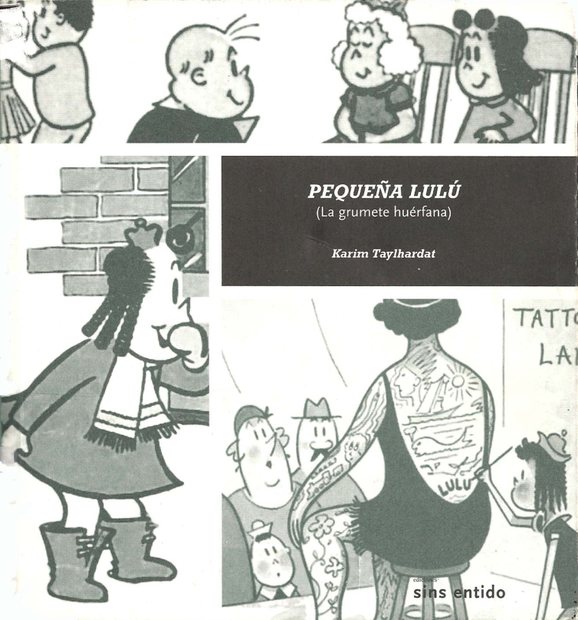 PEQUEÑA LULÚ
(La grumete huérfana)
Karim Taylhardat
TATTO
LA
LULU
ediciones
sins entido